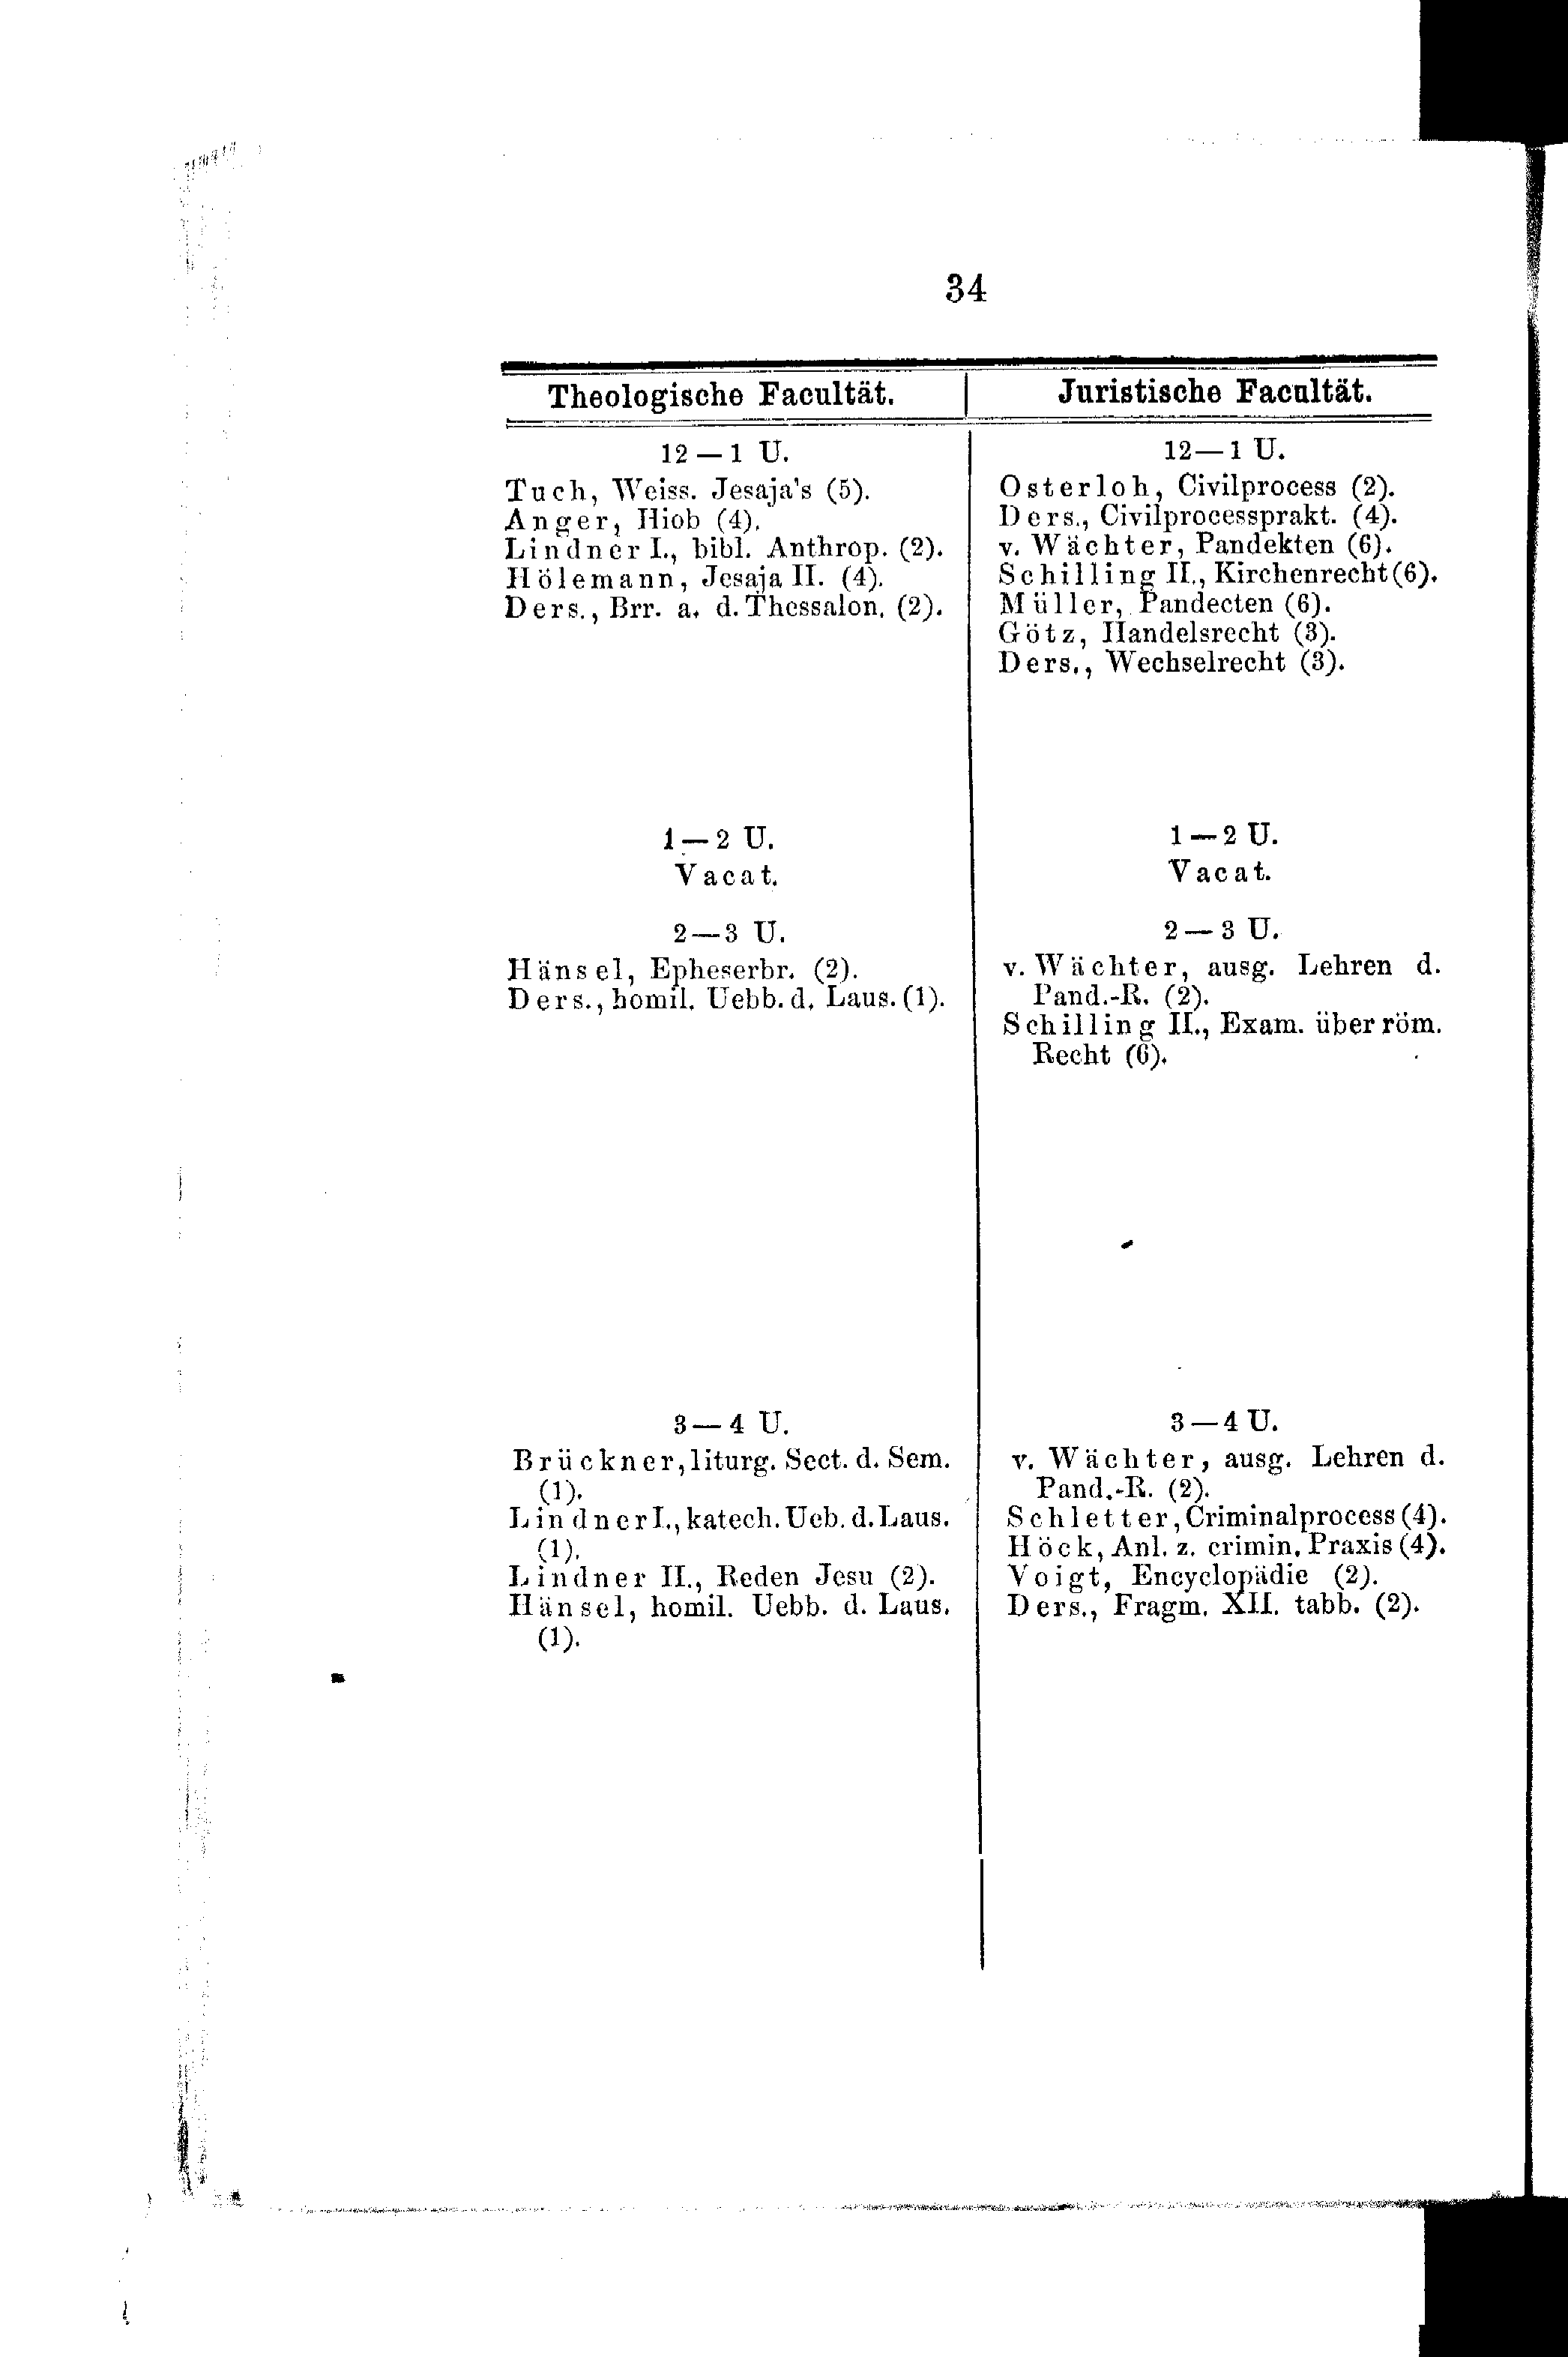 34
Theologische Facultät.
12—1 U.
Tuch, Weiss. Jesaja's (5).
Anger, Hiob (4).
Lindner I., bibl. Anthrop. (2).
Hölemann, Jesaja II. (4).
Ders., Brr. a. d. Thessalon. (2).
1—2 U.
Vacat.
2—3 U.
Hänsel, Epheserbr. (2).
Ders., homil. Uebb. d. Laus. (1).
3—4 U.
Brückner, liturg. Sect. d. Sem.
(1).
Lindner I., katech. Ueb. d. Laus.
(1).
Lindner II., Reden Jesu (2).
Hänsel, homil. Uebb. d. Laus.
(1).
Juristische Facultät.
12—1 U.
Osterloh, Civilprocess (2).
Ders., Civilprocessprakt. (4).
v. Wächter, Pandekten (6).
Schilling II., Kirchenrecht (6).
Müller, Pandecten (6).
Götz, Handelsrecht (3).
Ders., Wechselrecht (3).
1—2 U.
Vacat.
2—3 U.
v. Wächter, ausg. Lehren d.
Pand.-R. (2).
Schilling II., Exam. über röm.
Recht (6).
3—4 U.
v. Wächter, ausg. Lehren d.
Pand.-R. (2).
Schletter, Criminalprocess (4).
Höck, Anl. z. crimin. Praxis (4).
Voigt, Encyclopädie (2).
Ders., Fragm. XII. tabb. (2).